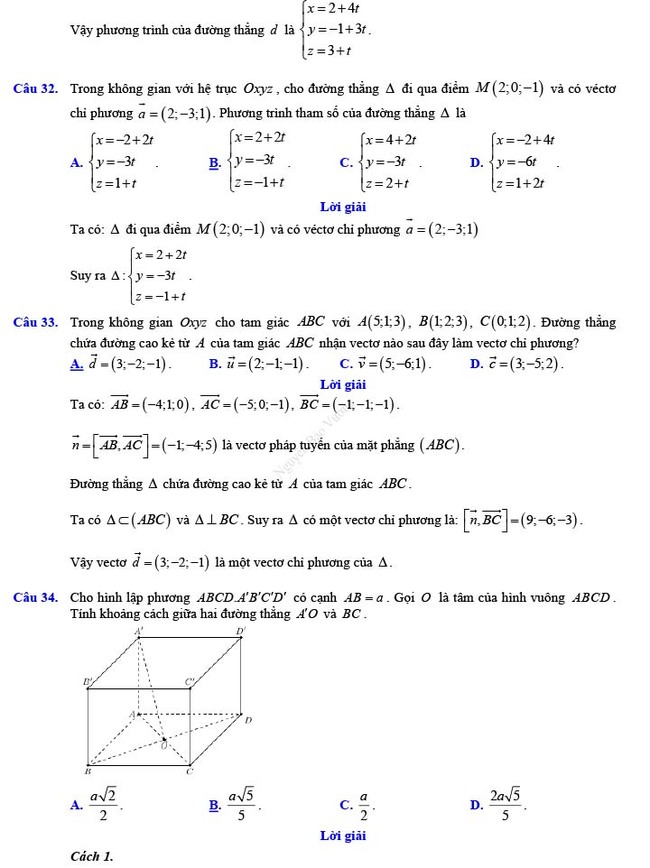 Vậy phương trình của đường thẳng d là { x = 2 + 4t
y = −1 + 3t .
z = 3 + t
Câu 32. Trong không gian với hệ trục Oxyz , cho đường thẳng Δ đi qua điểm M(2;0;−1) và có véctơ
chỉ phương a⃗ = (2;−3;1). Phương trình tham số của đường thẳng Δ là
A. { x = −2 + 2t; y = −3t; z = 1 + t . B. { x = 2 + 2t; y = −3t; z = −1 + t . C. { x = 4 + 2t; y = −3t; z = 2 + t . D. { x = −2 + 4t; y = −6t; z = 1 + 2t .
Lời giải
Ta có: Δ đi qua điểm M(2;0;−1) và có véctơ chỉ phương a⃗ = (2;−3;1)
Suy ra Δ: { x = 2 + 2t
y = −3t .
z = −1 + t
Câu 33. Trong không gian Oxyz cho tam giác ABC với A(5;1;3), B(1;2;3), C(0;1;2). Đường thẳng
chứa đường cao kẻ từ A của tam giác ABC nhận vectơ nào sau đây làm vectơ chỉ phương?
A. d⃗ = (3;−2;−1). B. u⃗ = (2;−1;−1). C. v⃗ = (5;−6;1). D. c⃗ = (3;−5;2).
Lời giải
Ta có: AB⃗ = (−4;1;0), AC⃗ = (−5;0;−1), BC⃗ = (−1;−1;−1).
n⃗ = [AB⃗, AC⃗] = (−1;−4;5) là vectơ pháp tuyến của mặt phẳng (ABC).
Đường thẳng Δ chứa đường cao kẻ từ A của tam giác ABC .
Ta có Δ ⊂ (ABC) và Δ ⊥ BC . Suy ra Δ có một vectơ chỉ phương là: [n⃗, BC⃗] = (9;−6;−3).
Vậy vectơ d⃗ = (3;−2;−1) là một vectơ chỉ phương của Δ .
Câu 34. Cho hình lập phương ABCD.A'B'C'D' có cạnh AB = a . Gọi O là tâm của hình vuông ABCD .
Tính khoảng cách giữa hai đường thẳng A'O và BC .
A' D'
B' C'
A D
O
B C
A. a√2/2 . B. a√5/5 . C. a/2 . D. 2a√5/5 .
Lời giải
Cách 1.